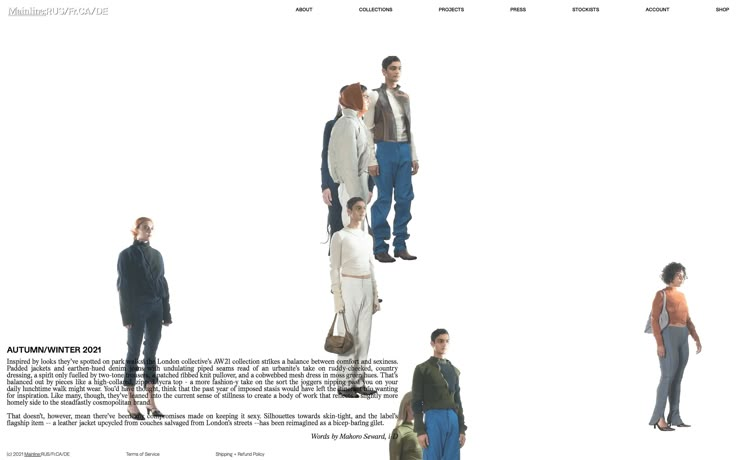 Mainline:RUS/Fr.CA/DE
ABOUT
COLLECTIONS
PROJECTS
PRESS
STOCKISTS
ACCOUNT
SHOP
AUTUMN/WINTER 2021
Inspired by looks they've spotted on park walks, the London collective's AW21 collection strikes a balance between comfort and sexiness.
Padded jackets and earthen-hued denim jeans with undulating piped seams read of an urbanite's take on ruddy-cheeked, country
dressing, a spirit only fuelled by two-tone trousers, a patched ribbed knit pullover, and a cobwebbed mesh dress in moss green hues. That's
balanced out by pieces like a high-collared, zipped lycra top - a more fashion-y take on the sort the joggers nipping past you on your
daily lunchtime walk might wear. You'd have thought, think that the past year of imposed stasis would have left the wanting
for inspiration. Like many, though, they've leaned into the current sense of stillness to create a body of work that reflects a slightly more
homely side to the steadfastly cosmopolitan brand.
That doesn't, however, mean there've been any compromises made on keeping it sexy. Silhouettes towards skin-tight, and the label's
flagship item -- a leather jacket upcycled from couches salvaged from London's streets --has been reimagined as a bicep-baring gilet.
Words by Mahoro Seward, i-D
(c) 2021 Mainline:RUS/Fr.CA/DE
Terms of Service
Shipping + Refund Policy